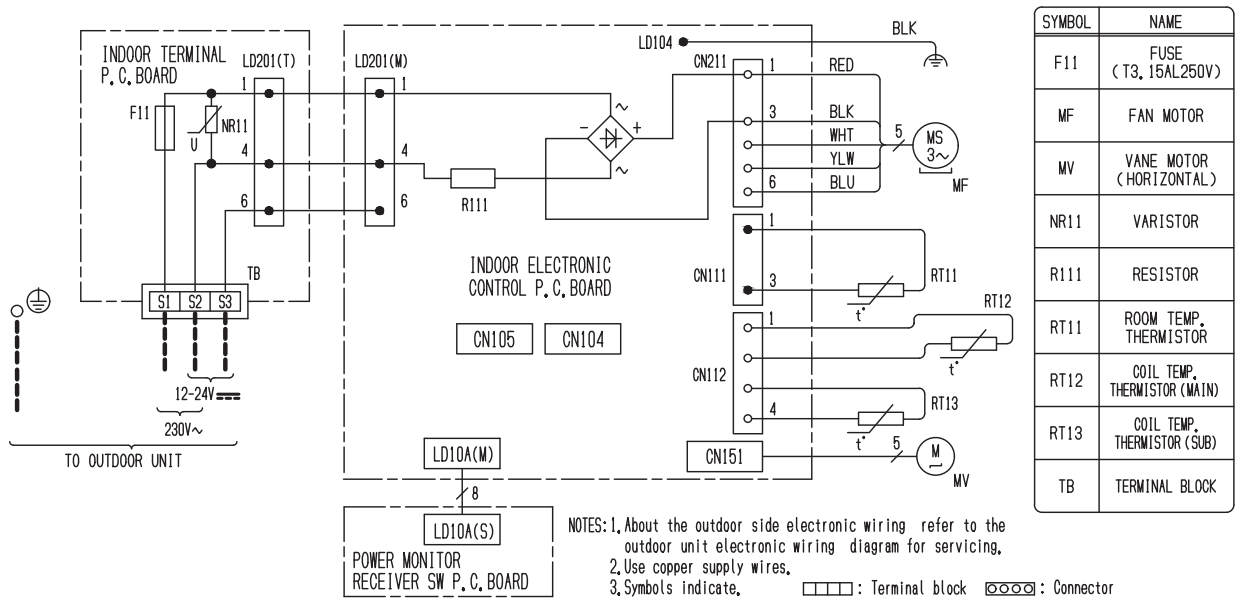 INDOOR TERMINAL
P.C.BOARD
LD201(T)
LD201(M)
LD104
BLK
CN211
F11
NR11
U
1
4
6
1
4
6
R111
~
~
−
+
1
3
6
RED
BLK
WHT
YLW
BLU
5
MS
3~
MF
INDOOR ELECTRONIC
CONTROL P.C.BOARD
CN105
CN104
CN111
1
3
RT11
t°
CN112
1
4
RT12
t°
RT13
t°
CN151
5
M
~
MV
TB
S1
S2
S3
12-24V
230V~
TO OUTDOOR UNIT
LD10A(M)
8
LD10A(S)
POWER MONITOR
RECEIVER SW P.C.BOARD
NOTES:1.About the outdoor side electronic wiring refer to the
outdoor unit electronic wiring diagram for servicing.
2.Use copper supply wires.
3.Symbols indicate.
: Terminal block
: Connector
SYMBOL NAME
F11 FUSE
(T3.15AL250V)
MF FAN MOTOR
MV VANE MOTOR
(HORIZONTAL)
NR11 VARISTOR
R111 RESISTOR
RT11 ROOM TEMP.
THERMISTOR
RT12 COIL TEMP.
THERMISTOR(MAIN)
RT13 COIL TEMP.
THERMISTOR(SUB)
TB TERMINAL BLOCK